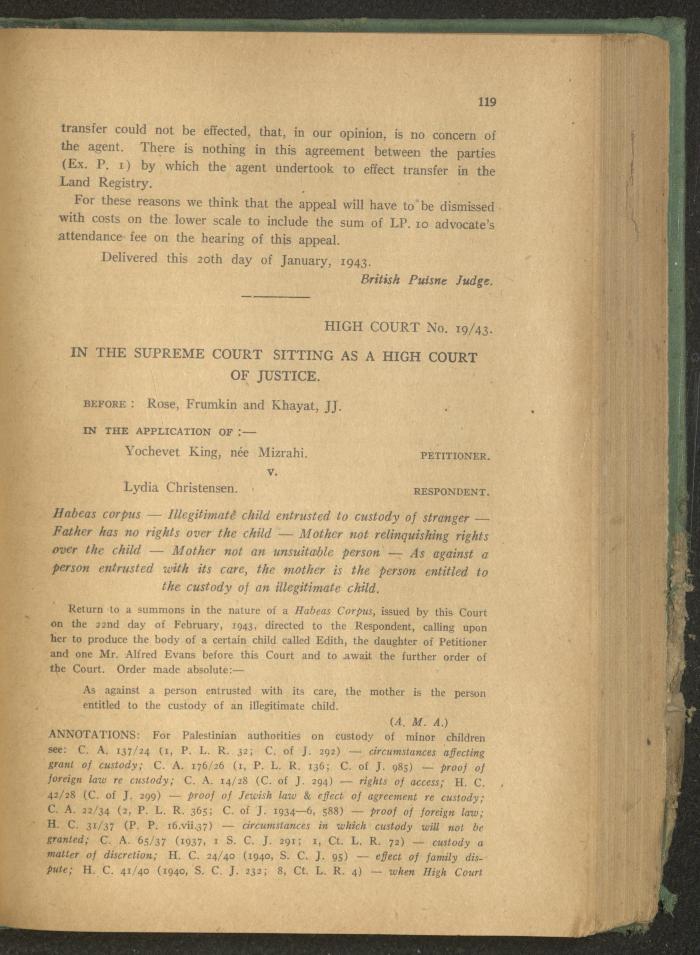 119
transfer could not be effected, that, in our opinion, is no concern of
the agent. There is nothing in this agreement between the parties
(Ex. P. 1) by which the agent undertook to effect transfer in the
Land Registry.
For these reasons we think that the appeal will have to be dismissed
with costs on the lower scale to include the sum of LP. 10 advocate's
attendance fee on the hearing of this appeal.
Delivered this 20th day of January, 1943.
British Puisne Judge.
HIGH COURT No. 19/43.
IN THE SUPREME COURT SITTING AS A HIGH COURT
OF JUSTICE.
BEFORE : Rose, Frumkin and Khayat, JJ.
IN THE APPLICATION OF :—
Yochevet King, née Mizrahi. PETITIONER.
v.
Lydia Christensen. RESPONDENT.
Habeas corpus — Illegitimate child entrusted to custody of stranger —
Father has no rights over the child — Mother not relinquishing rights
over the child — Mother not an unsuitable person — As against a
person entrusted with its care, the mother is the person entitled to
the custody of an illegitimate child.
Return to a summons in the nature of a Habeas Corpus, issued by this Court
on the 22nd day of February, 1943, directed to the Respondent, calling upon
her to produce the body of a certain child called Edith, the daughter of Petitioner
and one Mr. Alfred Evans before this Court and to await the further order of
the Court. Order made absolute:—
As against a person entrusted with its care, the mother is the person
entitled to the custody of an illegitimate child.
(A. M. A.)
ANNOTATIONS: For Palestinian authorities on custody of minor children
see: C. A. 137/24 (1, P. L. R. 32; C. of J. 292) — circumstances affecting
grant of custody; C. A. 176/26 (1, P. L. R. 136; C. of J. 985) — proof of
foreign law re custody; C. A. 14/28 (C. of J. 294) — rights of access; H. C.
42/28 (C. of J. 299) — proof of Jewish law & effect of agreement re custody;
C. A. 22/34 (2, P. L. R. 365; C. of J. 1934—6, 588) — proof of foreign law;
H. C. 31/37 (P. P. 16.vii.37) — circumstances in which custody will not be
granted; C. A. 65/37 (1937, 1 S. C. J. 291; 1, Ct. L. R. 72) — custody a
matter of discretion; H. C. 24/40 (1940, S. C. J. 95) — effect of family dis-
pute; H. C. 41/40 (1940, S. C. J. 232; 8, Ct. L. R. 4) — when High Court